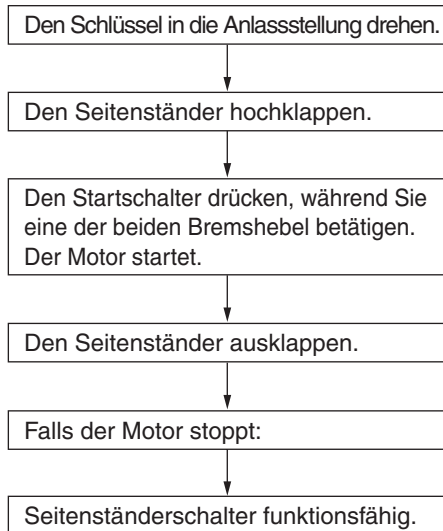 Den Schlüssel in die Anlassstellung drehen.
Den Seitenständer hochklappen.
Den Startschalter drücken, während Sie
eine der beiden Bremshebel betätigen.
Der Motor startet.
Den Seitenständer ausklappen.
Falls der Motor stoppt:
Seitenständerschalter funktionsfähig.